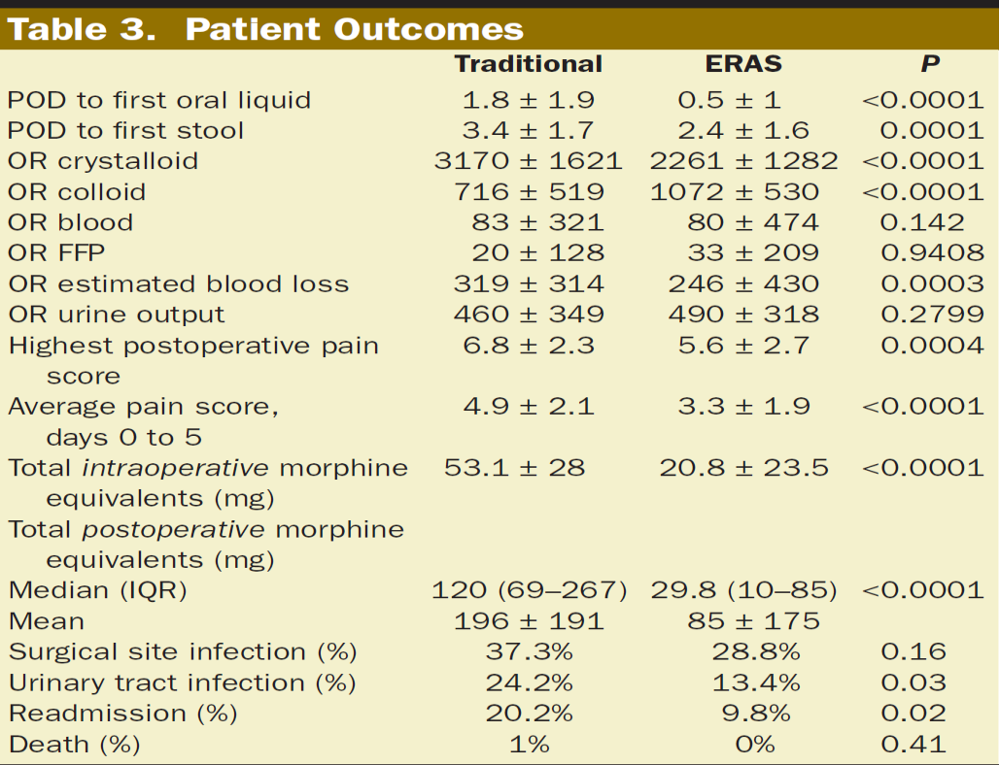 Table 3. Patient Outcomes
Traditional ERAS P
POD to first oral liquid 1.8 ± 1.9 0.5 ± 1 <0.0001
POD to first stool 3.4 ± 1.7 2.4 ± 1.6 0.0001
OR crystalloid 3170 ± 1621 2261 ± 1282 <0.0001
OR colloid 716 ± 519 1072 ± 530 <0.0001
OR blood 83 ± 321 80 ± 474 0.142
OR FFP 20 ± 128 33 ± 209 0.9408
OR estimated blood loss 319 ± 314 246 ± 430 0.0003
OR urine output 460 ± 349 490 ± 318 0.2799
Highest postoperative pain 6.8 ± 2.3 5.6 ± 2.7 0.0004
score
Average pain score, 4.9 ± 2.1 3.3 ± 1.9 <0.0001
days 0 to 5
Total intraoperative morphine 53.1 ± 28 20.8 ± 23.5 <0.0001
equivalents (mg)
Total postoperative morphine
equivalents (mg)
Median (IQR) 120 (69–267) 29.8 (10–85) <0.0001
Mean 196 ± 191 85 ± 175
Surgical site infection (%) 37.3% 28.8% 0.16
Urinary tract infection (%) 24.2% 13.4% 0.03
Readmission (%) 20.2% 9.8% 0.02
Death (%) 1% 0% 0.41